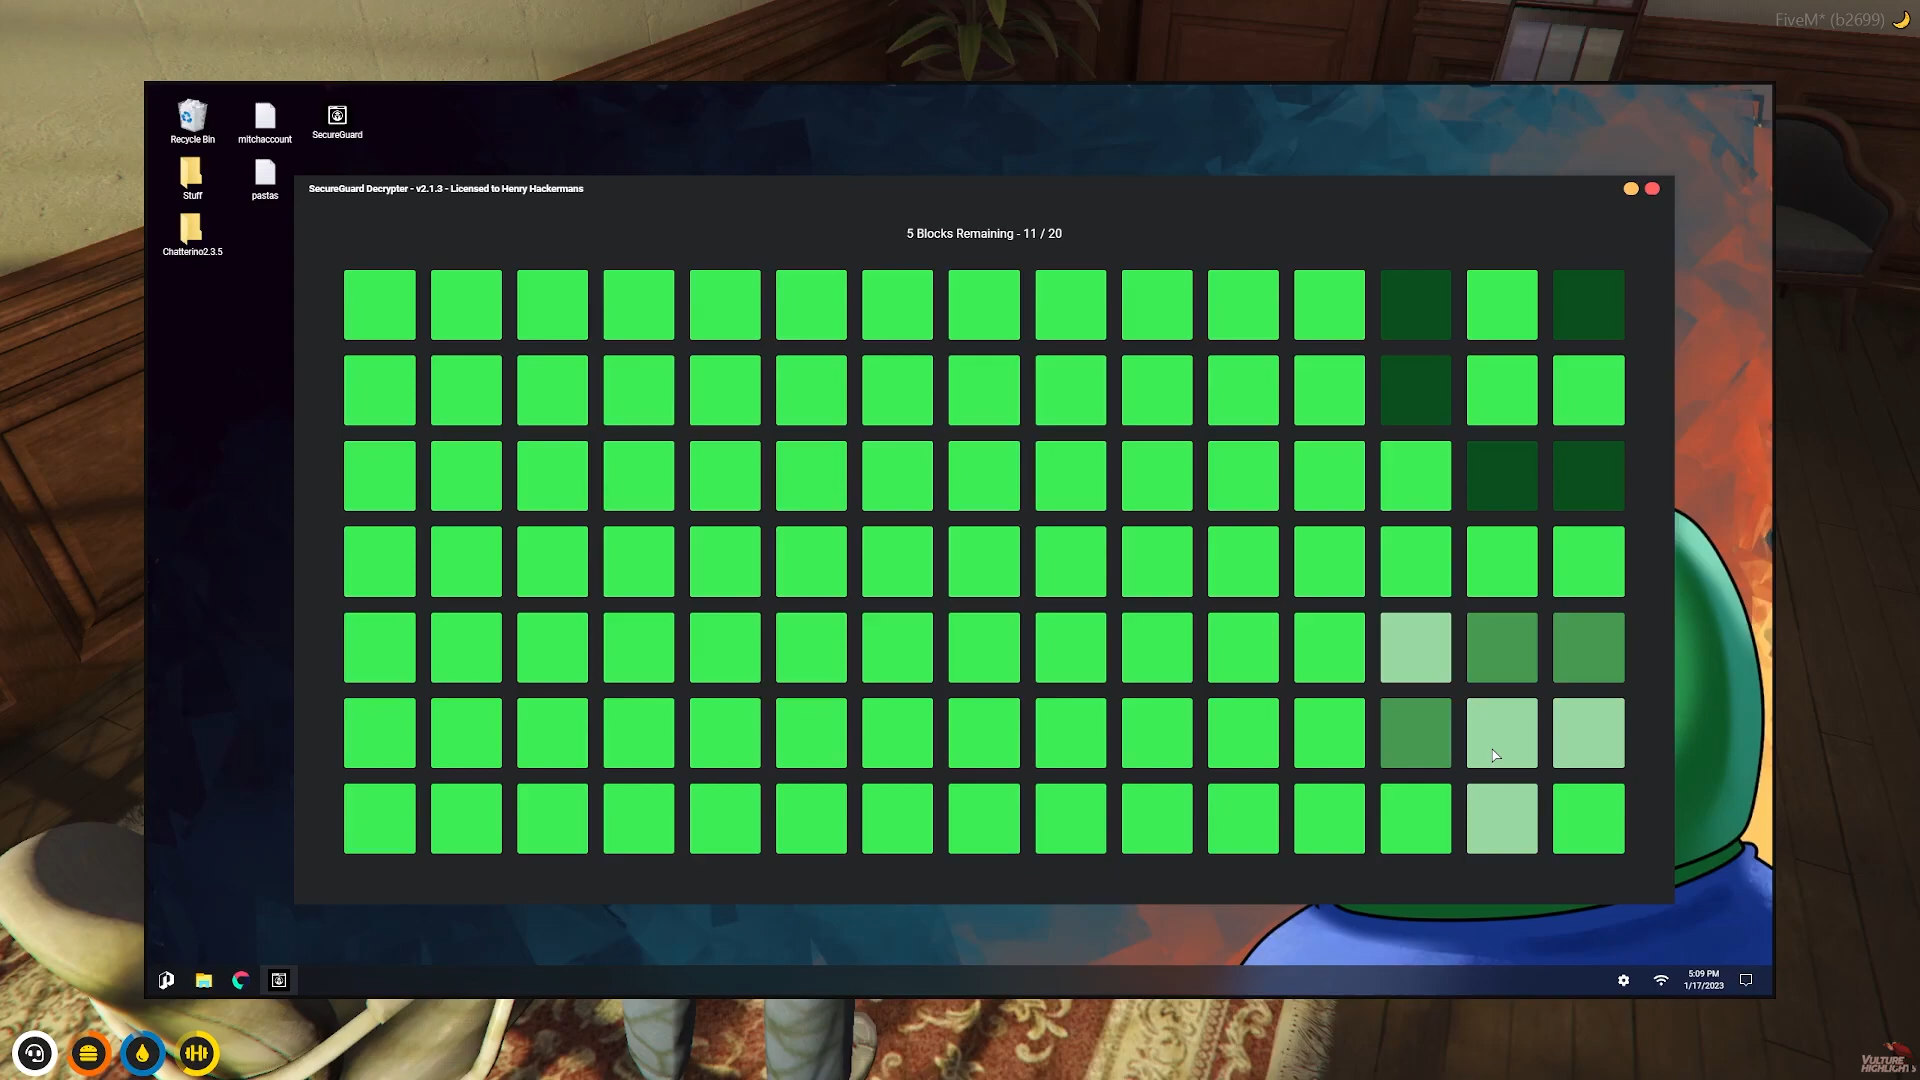 FiveM* (b2699)
Recycle Bin
mitchaccount
SecureGuard
Stuff
pastas
Chatterino2.3.5
SecureGuard Decrypter - v2.1.3 - Licensed to Henry Hackermans
5 Blocks Remaining - 11 / 20
5:09 PM
1/17/2023
VULTURE
HIGHLIGHTS